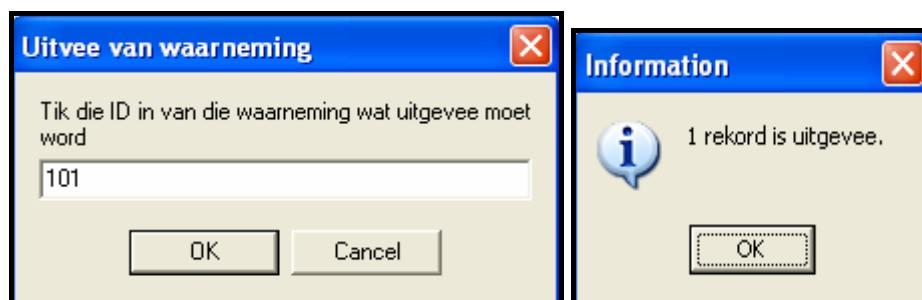 Uitvee van waarneming
Tik die ID in van die waarneming wat uitgevee moet
word
101
OK
Cancel
Information
1 rekord is uitgevee.
OK